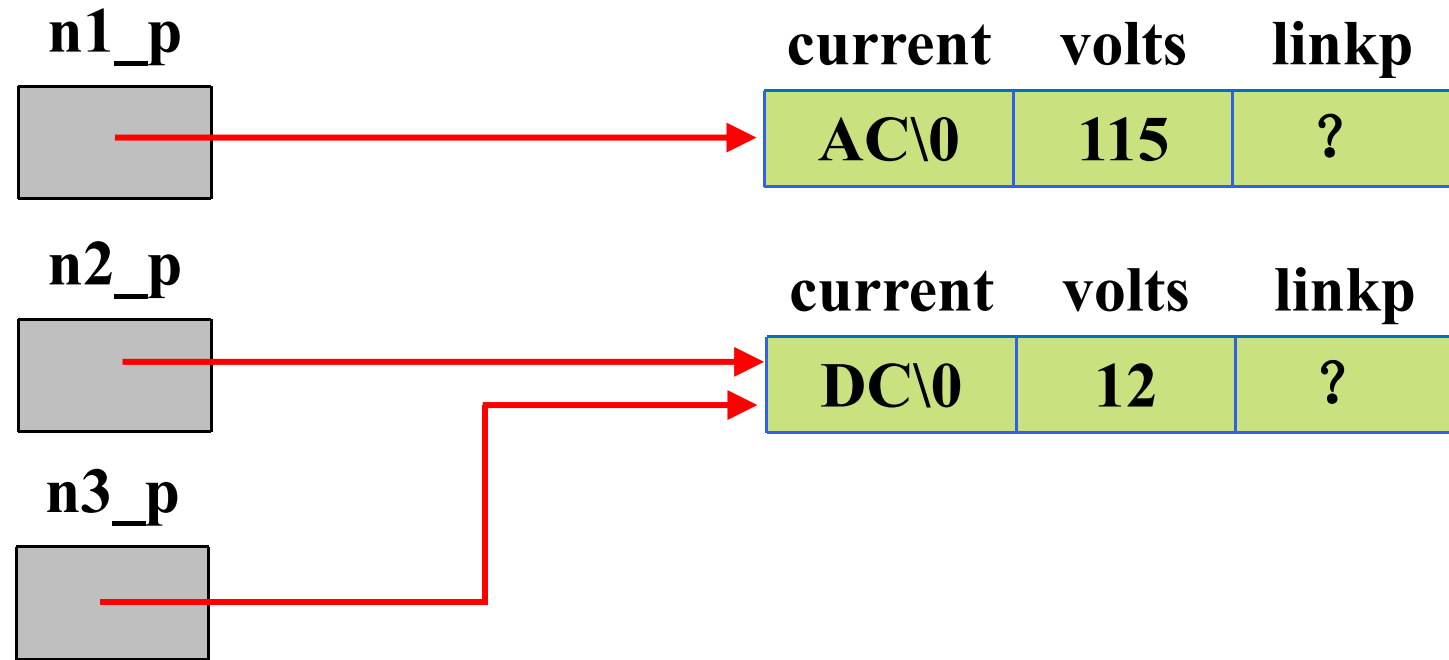 n1_p
current volts linkp
AC\0 115 ？
n2_p
current volts linkp
DC\0 12 ？
n3_p